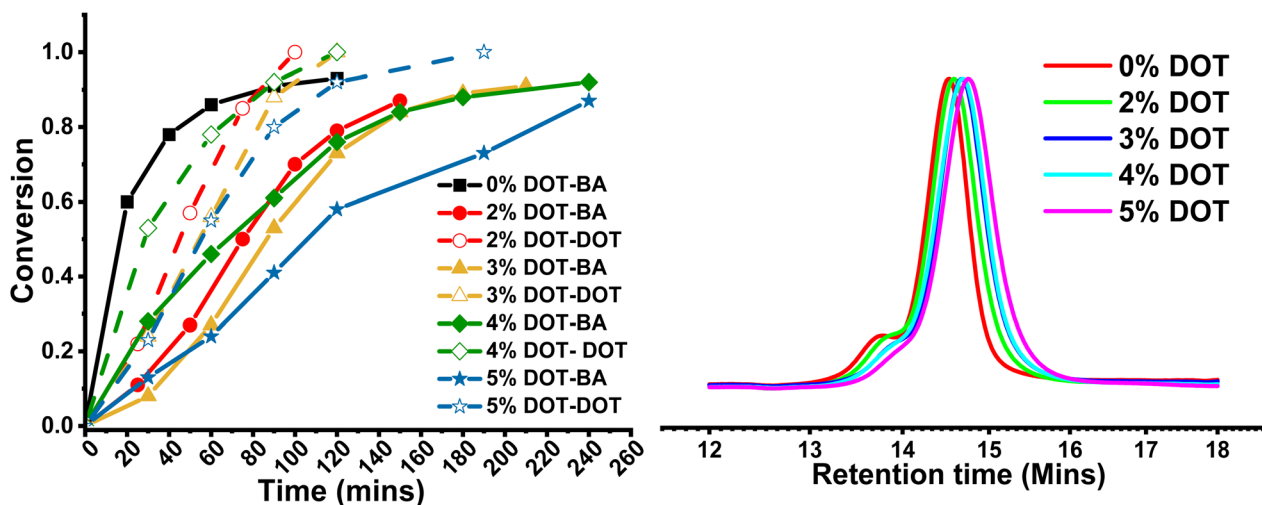 Conversion
1.0
0.8
0.6
0.4
0.2
0.0
0% DOT-BA
2% DOT-BA
2% DOT-DOT
3% DOT-BA
3% DOT-DOT
4% DOT-BA
4% DOT- DOT
5% DOT-BA
5% DOT-DOT
0 20 40 60 80 100 120 140 160 180 200 220 240 260
Time (mins)
0% DOT
2% DOT
3% DOT
4% DOT
5% DOT
12 13 14 15 16 17 18
Retention time (Mins)